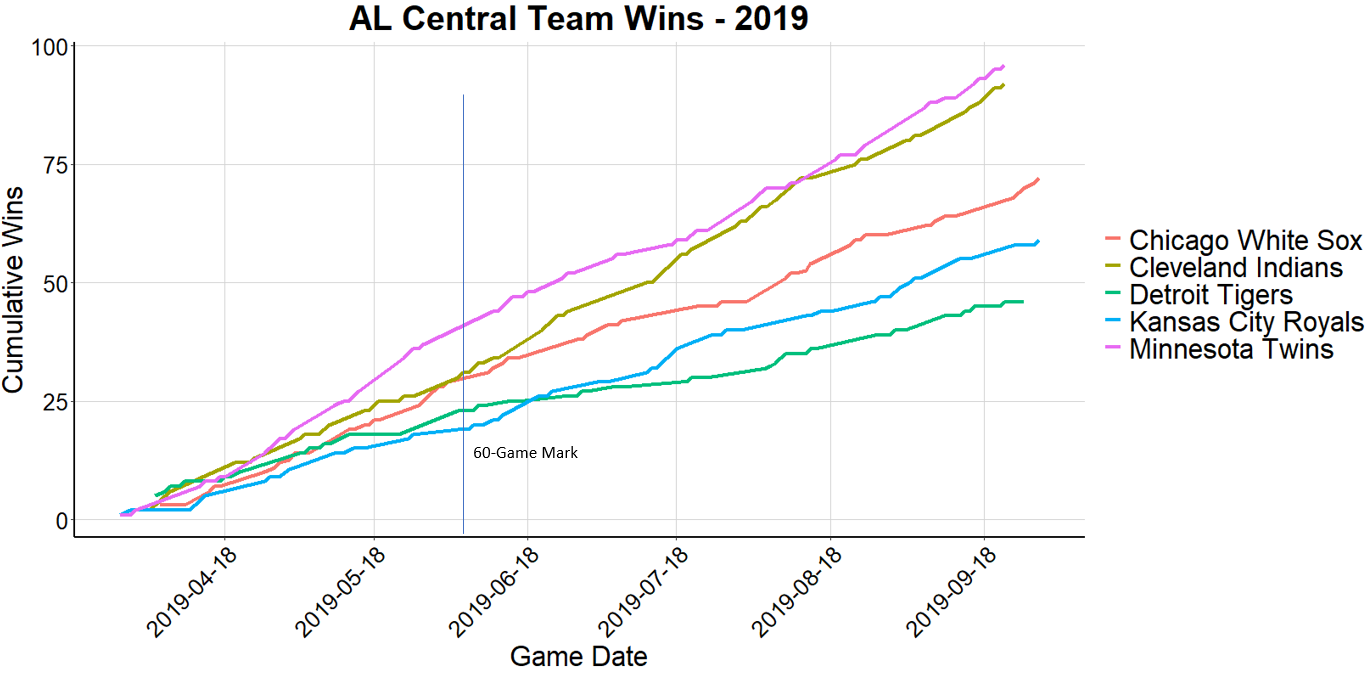 AL Central Team Wins - 2019
Cumulative Wins
100
75
50
25
0
60-Game Mark
2019-04-18
2019-05-18
2019-06-18
2019-07-18
2019-08-18
2019-09-18
Game Date
Chicago White Sox
Cleveland Indians
Detroit Tigers
Kansas City Royals
Minnesota Twins